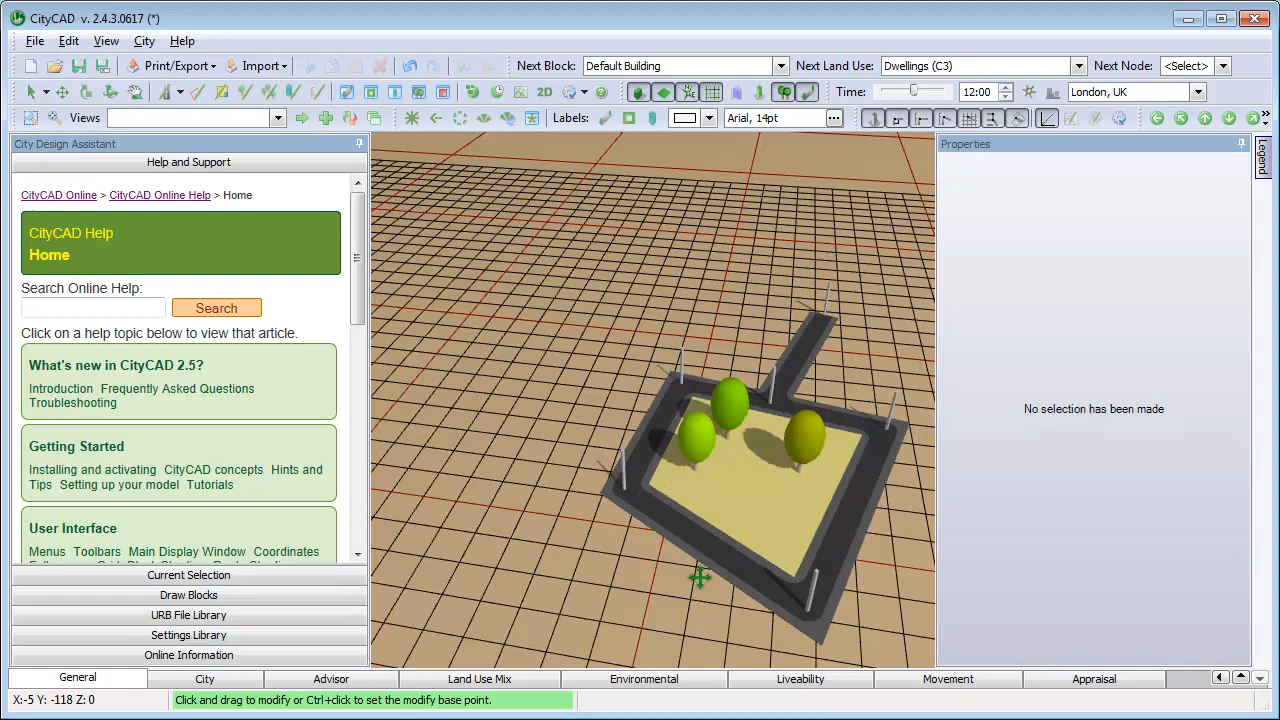 CityCAD v. 2.4.3.0617 (*)
File Edit View City Help
Print/Export Import Next Block: Default Building Next Land Use: Dwellings (C3) Next Node: <Select>
2D Time: 12:00 London, UK
Views Labels: Arial, 14pt ...
City Design Assistant
Help and Support
CityCAD Online > CityCAD Online Help > Home
CityCAD Help
Home
Search Online Help:
Search
Click on a help topic below to view that article.
What's new in CityCAD 2.5?
Introduction Frequently Asked Questions
Troubleshooting
Getting Started
Installing and activating CityCAD concepts Hints and
Tips Setting up your model Tutorials
User Interface
Menus Toolbars Main Display Window Coordinates
Current Selection
Draw Blocks
URB File Library
Settings Library
Online Information
Properties
Legend
No selection has been made
General City Advisor Land Use Mix Environmental Liveability Movement Appraisal
X:-5 Y: -118 Z: 0 Click and drag to modify or Ctrl+click to set the modify base point.